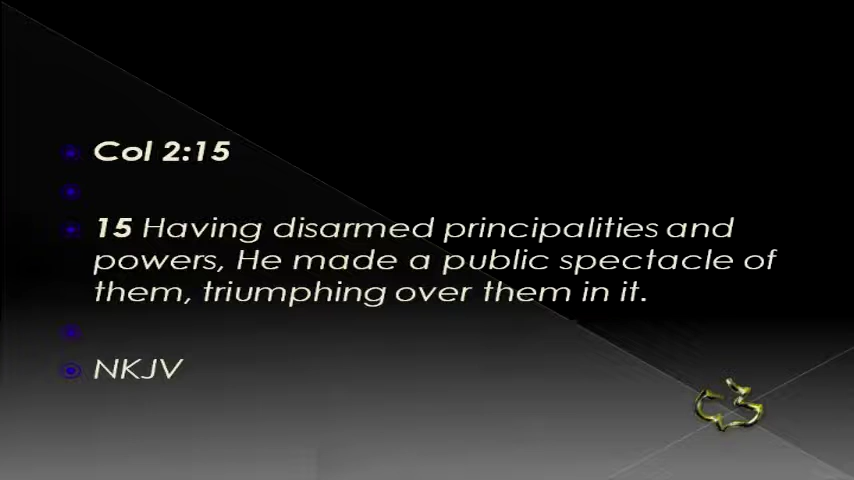 Col 2:15
15 Having disarmed principalities and
powers, He made a public spectacle of
them, triumphing over them in it.
NKJV